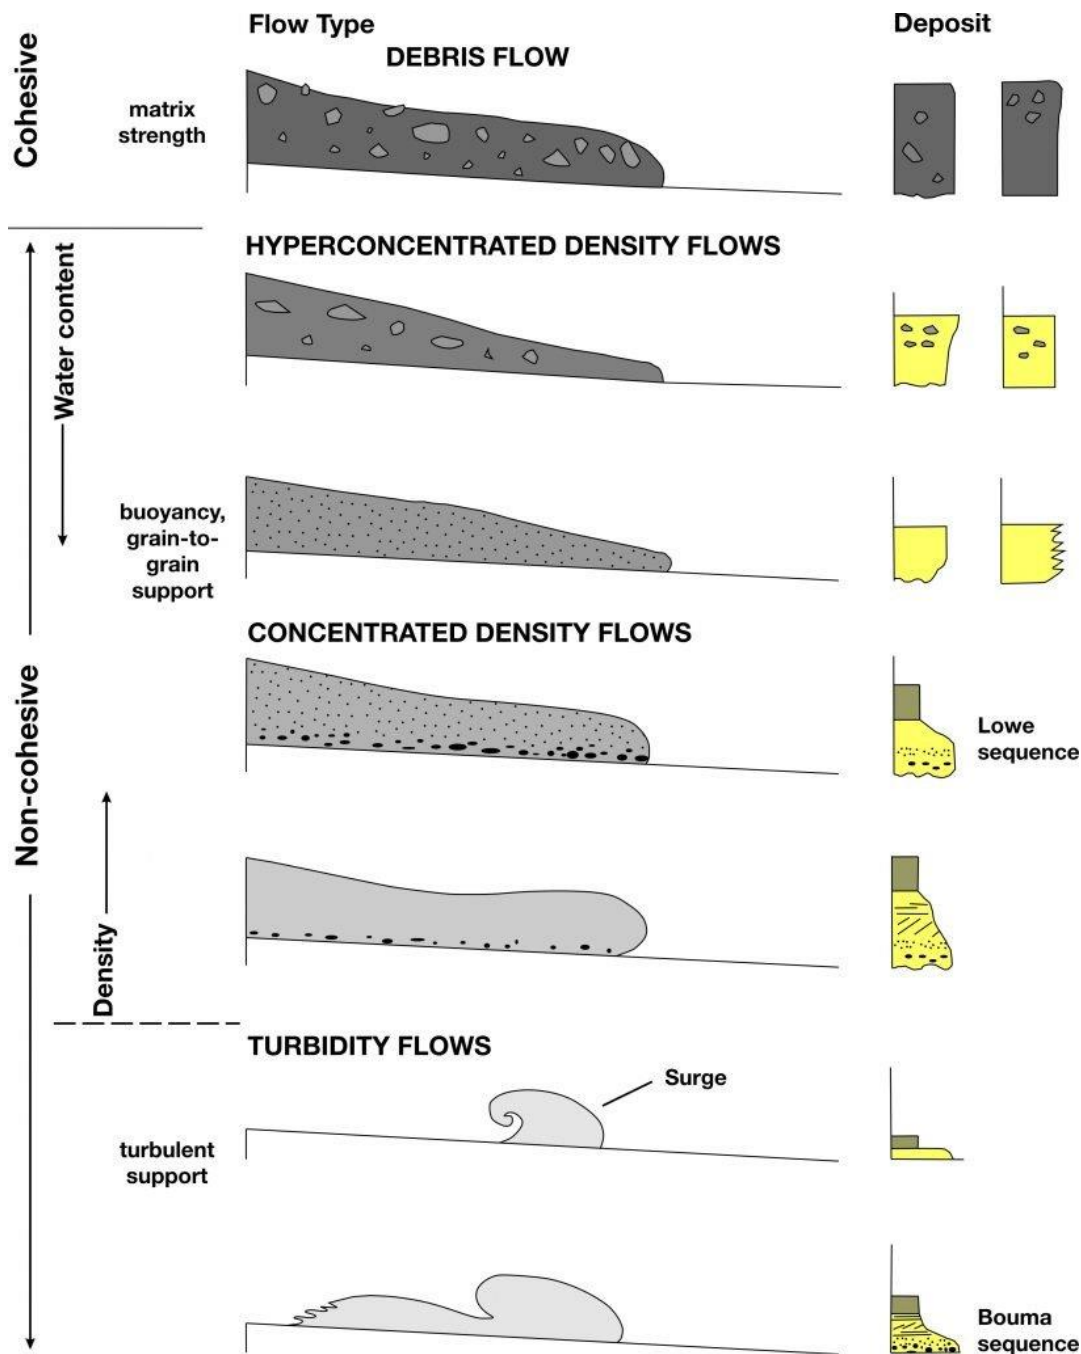 Flow Type
Deposit
Cohesive
DEBRIS FLOW
matrix
strength
HYPERCONCENTRATED DENSITY FLOWS
Water content
buoyancy,
grain-to-
grain
support
CONCENTRATED DENSITY FLOWS
Non-cohesive
Lowe
sequence
Density
TURBIDITY FLOWS
Surge
turbulent
support
Bouma
sequence